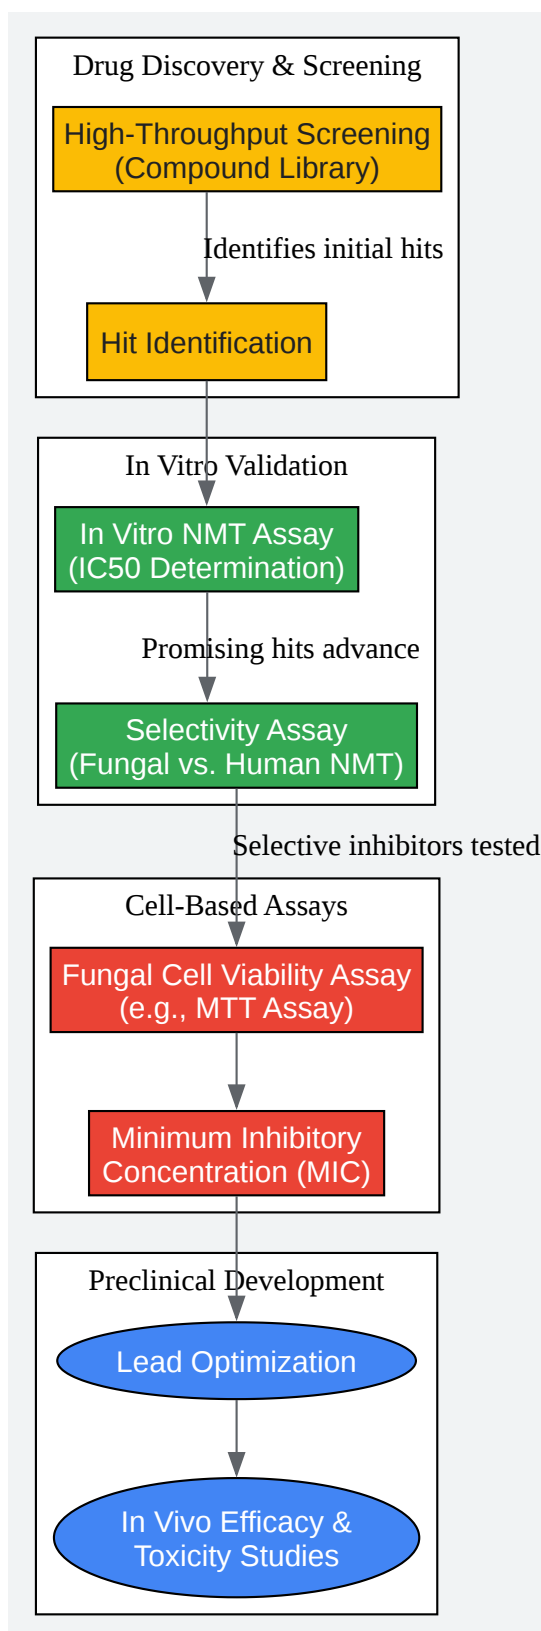 Drug Discovery & Screening
High-Throughput Screening
(Compound Library)
Identifies initial hits
Hit Identification
In Vitro Validation
In Vitro NMT Assay
(IC50 Determination)
Promising hits advance
Selectivity Assay
(Fungal vs. Human NMT)
Selective inhibitors tested
Cell-Based Assays
Fungal Cell Viability Assay
(e.g., MTT Assay)
Minimum Inhibitory
Concentration (MIC)
Preclinical Development
Lead Optimization
In Vivo Efficacy &
Toxicity Studies